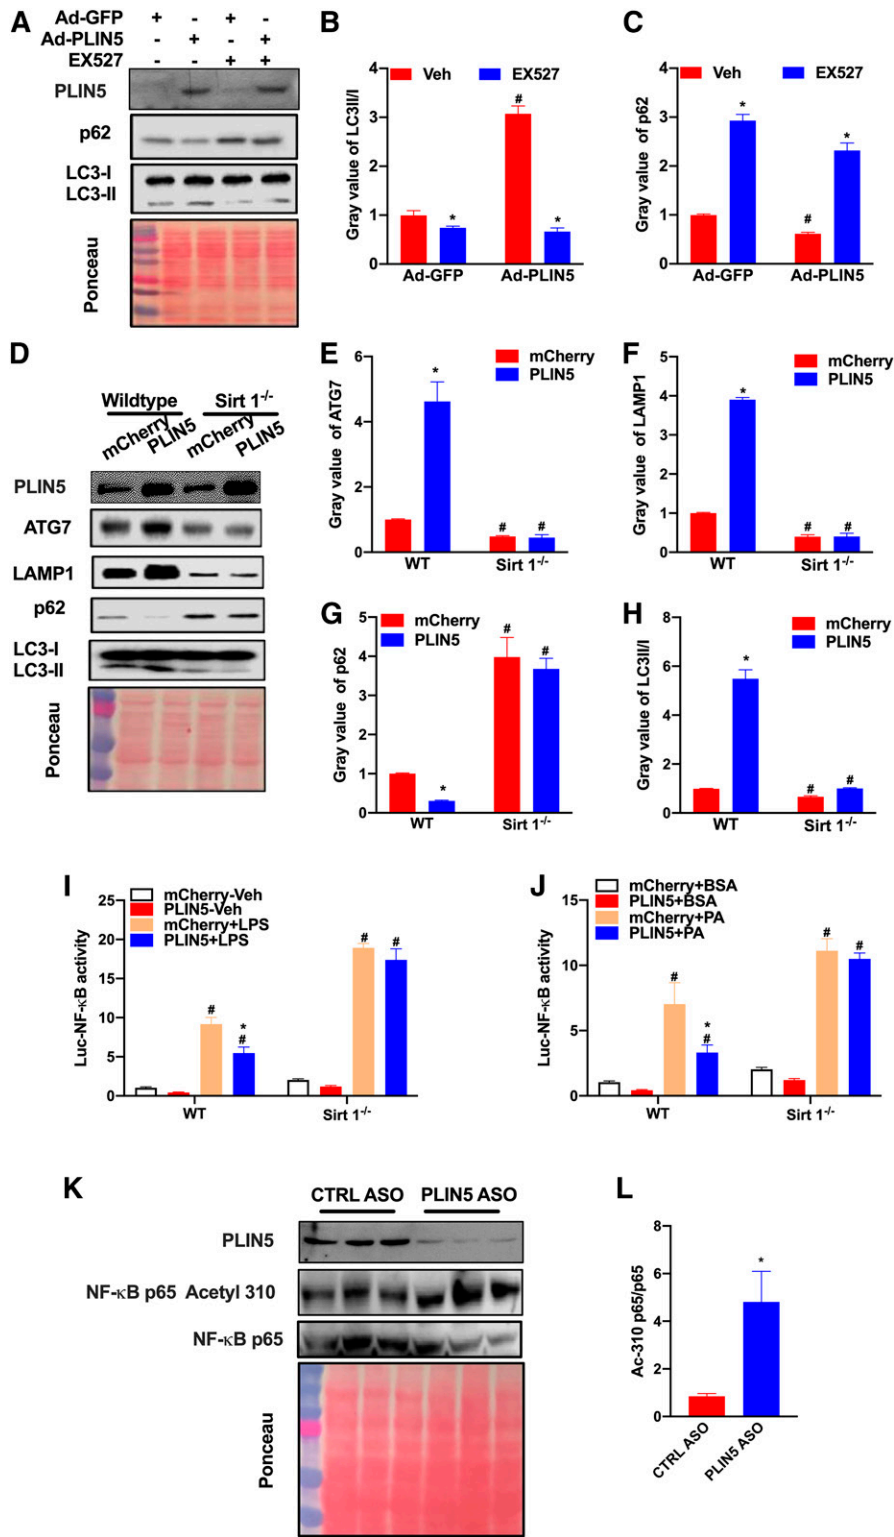 A
Ad-GFP + - + -
Ad-PLIN5 - + - +
EX527 - - + +
PLIN5
p62
LC3-I
LC3-II
Ponceau
B
Veh EX527
Gray value of LC3II/I
4
3
2
1
0
#
*
*
Ad-GFP Ad-PLIN5
C
Veh EX527
Gray value of p62
4
3
2
1
0
*
#
*
Ad-GFP Ad-PLIN5
D
Wildtype Sirt 1-/-
mCherry PLIN5 mCherry PLIN5
PLIN5
ATG7
LAMP1
p62
LC3-I
LC3-II
Ponceau
E
mCherry
PLIN5
Gray value of ATG7
6
4
2
0
*
# #
WT Sirt 1-/-
F
mCherry
PLIN5
Gray value of LAMP1
5
4
3
2
1
0
*
# #
WT Sirt 1-/-
G
mCherry
PLIN5
Gray value of p62
5
4
3
2
1
0
*
# #
WT Sirt 1-/-
H
mCherry
PLIN5
Gray value of LC3II/I
8
6
4
2
0
*
# #
WT Sirt 1-/-
I
mCherry-Veh
PLIN5-Veh
mCherry+LPS
PLIN5+LPS
Luc-NF-κB activity
25
20
15
10
5
0
#
*
#
# #
WT Sirt 1-/-
J
mCherry+BSA
PLIN5+BSA
mCherry+PA
PLIN5+PA
Luc-NF-κB activity
15
10
5
0
#
*
#
# #
WT Sirt 1-/-
K
CTRL ASO PLIN5 ASO
PLIN5
NF-κB p65 Acetyl 310
NF-κB p65
Ponceau
L
Ac-310 p65/p65
8
6
4
2
0
*
CTRL ASO PLIN5 ASO